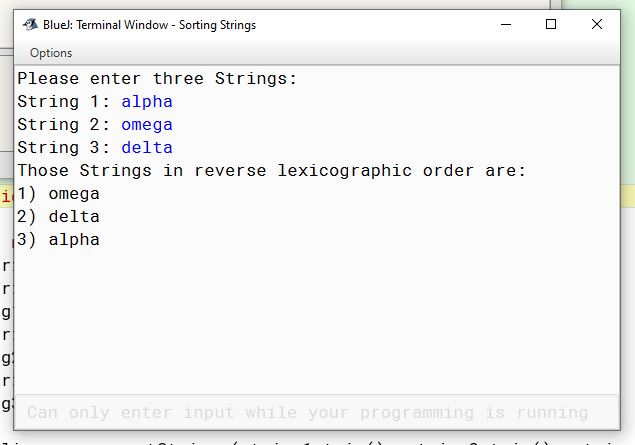 BlueJ: Terminal Window - Sorting Strings
Options
Please enter three Strings:
String 1: alpha
String 2: omega
String 3: delta
Those Strings in reverse lexicographic order are:
1) omega
2) delta
3) alpha
Can only enter input while your programming is running